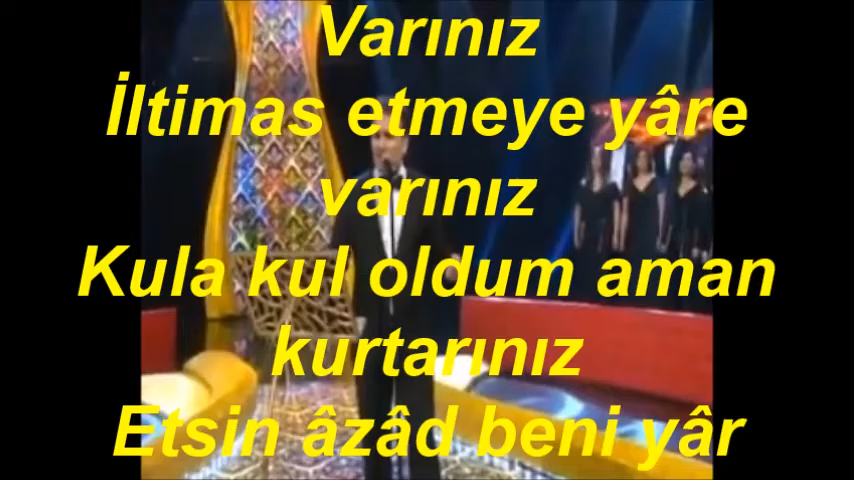 Varınız
İltimas etmeye yâre
varınız
Kula kul oldum aman
kurtarınız
Etsin âzâd beni yâr